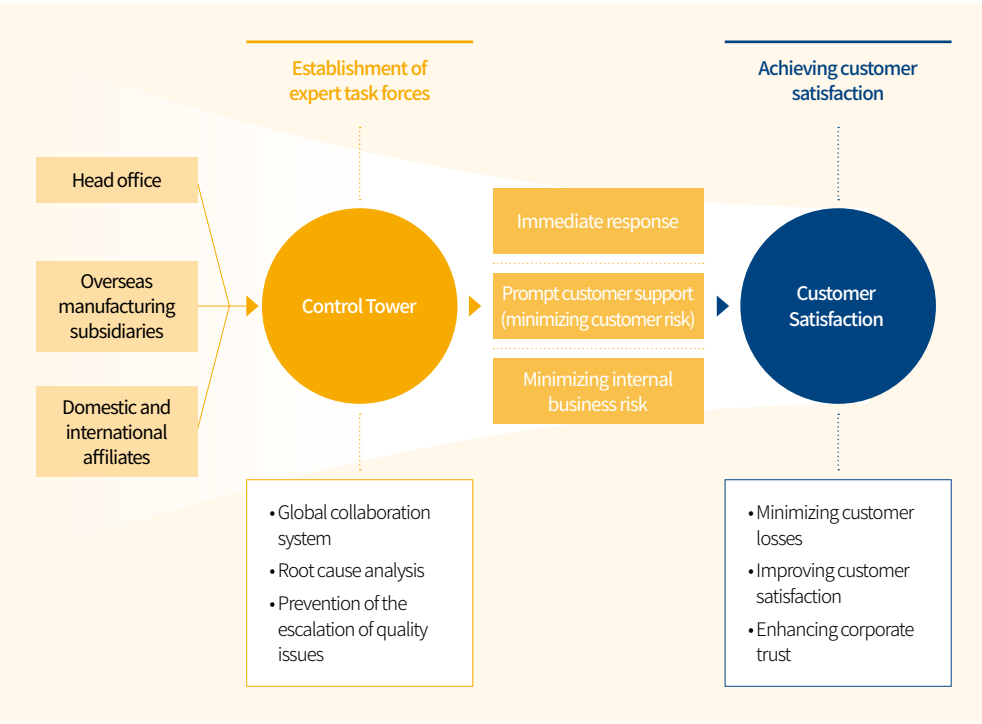 Establishment of
expert task forces
Achieving customer
satisfaction
Head office
Overseas
manufacturing
subsidiaries
Domestic and
international
affiliates
Control Tower
Immediate response
Prompt customer support
(minimizing customer risk)
Minimizing internal
business risk
Customer
Satisfaction
• Global collaboration
system
• Root cause analysis
• Prevention of the
escalation of quality
issues
• Minimizing customer
losses
• Improving customer
satisfaction
• Enhancing corporate
trust